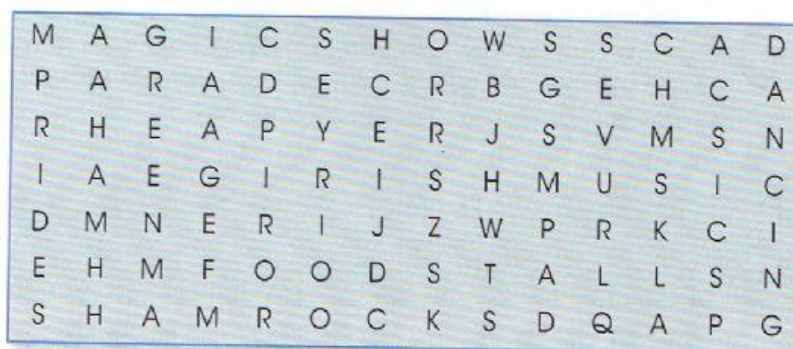 M A G I C S H O W S S C A D
P A R A D E C R B G E H C A
R H E A P Y E R J S V M S N
I A E G I R I S H M U S I C
D M N E R I J Z W P R K C I
E H M F O O D S T A L L S N
S H A M R O C K S D Q A P G